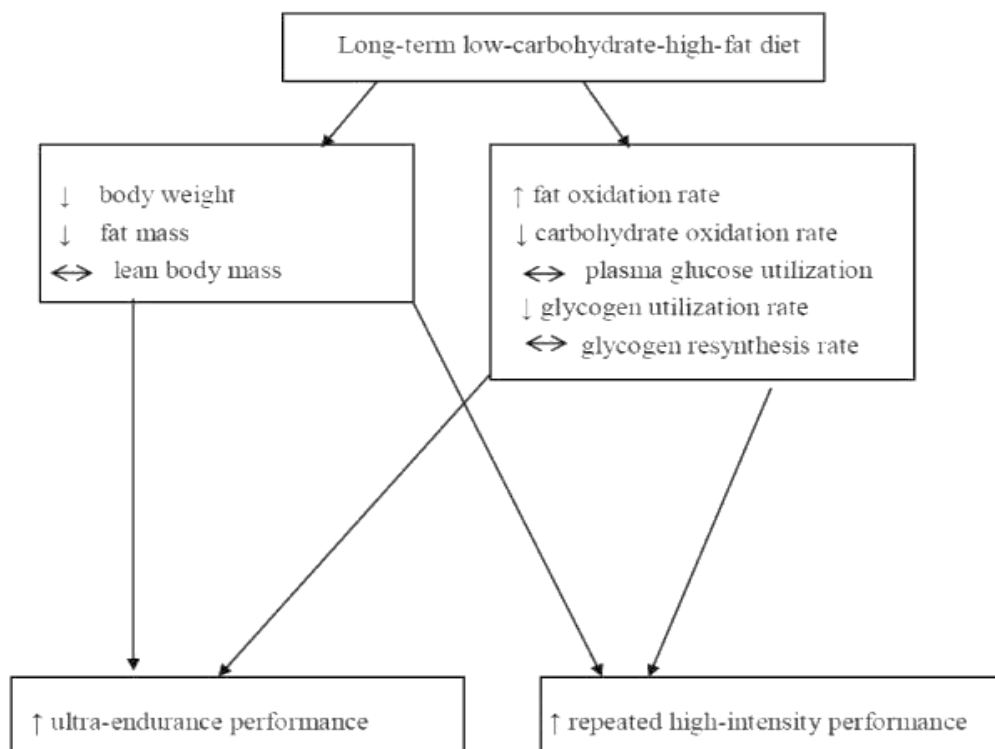 Long-term low-carbohydrate-high-fat diet
↓ body weight
↓ fat mass
↔ lean body mass
↑ fat oxidation rate
↓ carbohydrate oxidation rate
↔ plasma glucose utilization
↓ glycogen utilization rate
↔ glycogen resynthesis rate
↑ ultra-endurance performance
↑ repeated high-intensity performance